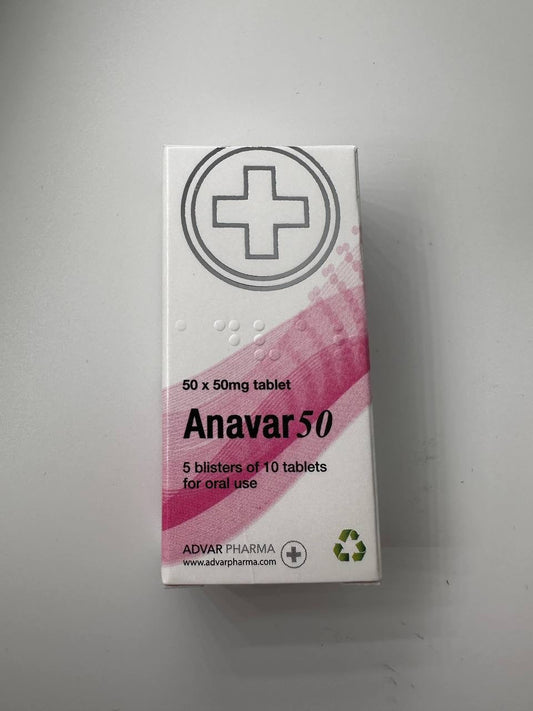 50 x 50mg tablet
Anavar50
5 blisters of 10 tablets
for oral use
ADVAR PHARMA
www.advarpharma.com